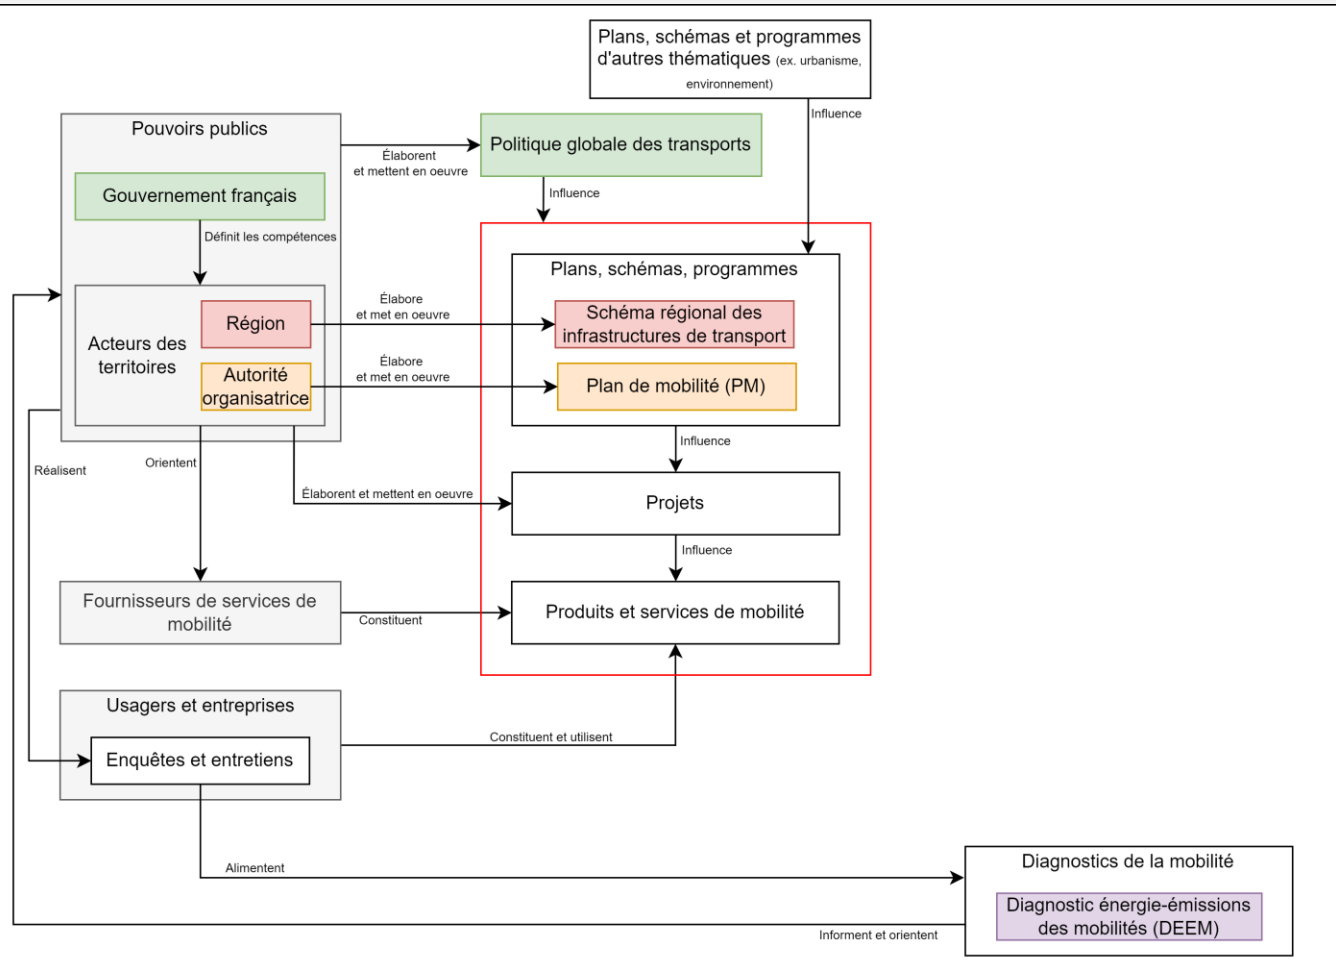 Plans, schémas et programmes
d'autres thématiques (ex. urbanisme,
environnement)
Influence
Pouvoirs publics
Politique globale des transports
Élaborent
et mettent en oeuvre
Gouvernement français
Influence
Définit les compétences
Plans, schémas, programmes
Élabore
et met en oeuvre
Région
Schéma régional des
infrastructures de transport
Acteurs des
territoires
Élabore
et met en oeuvre
Autorité
organisatrice
Plan de mobilité (PM)
Influence
Orientent
Réalisent
Élaborent et mettent en oeuvre
Projets
Influence
Fournisseurs de services de
mobilité
Constituent
Produits et services de mobilité
Usagers et entreprises
Constituent et utilisent
Enquêtes et entretiens
Alimentent
Diagnostics de la mobilité
Diagnostic énergie-émissions
des mobilités (DEEM)
Informent et orientent